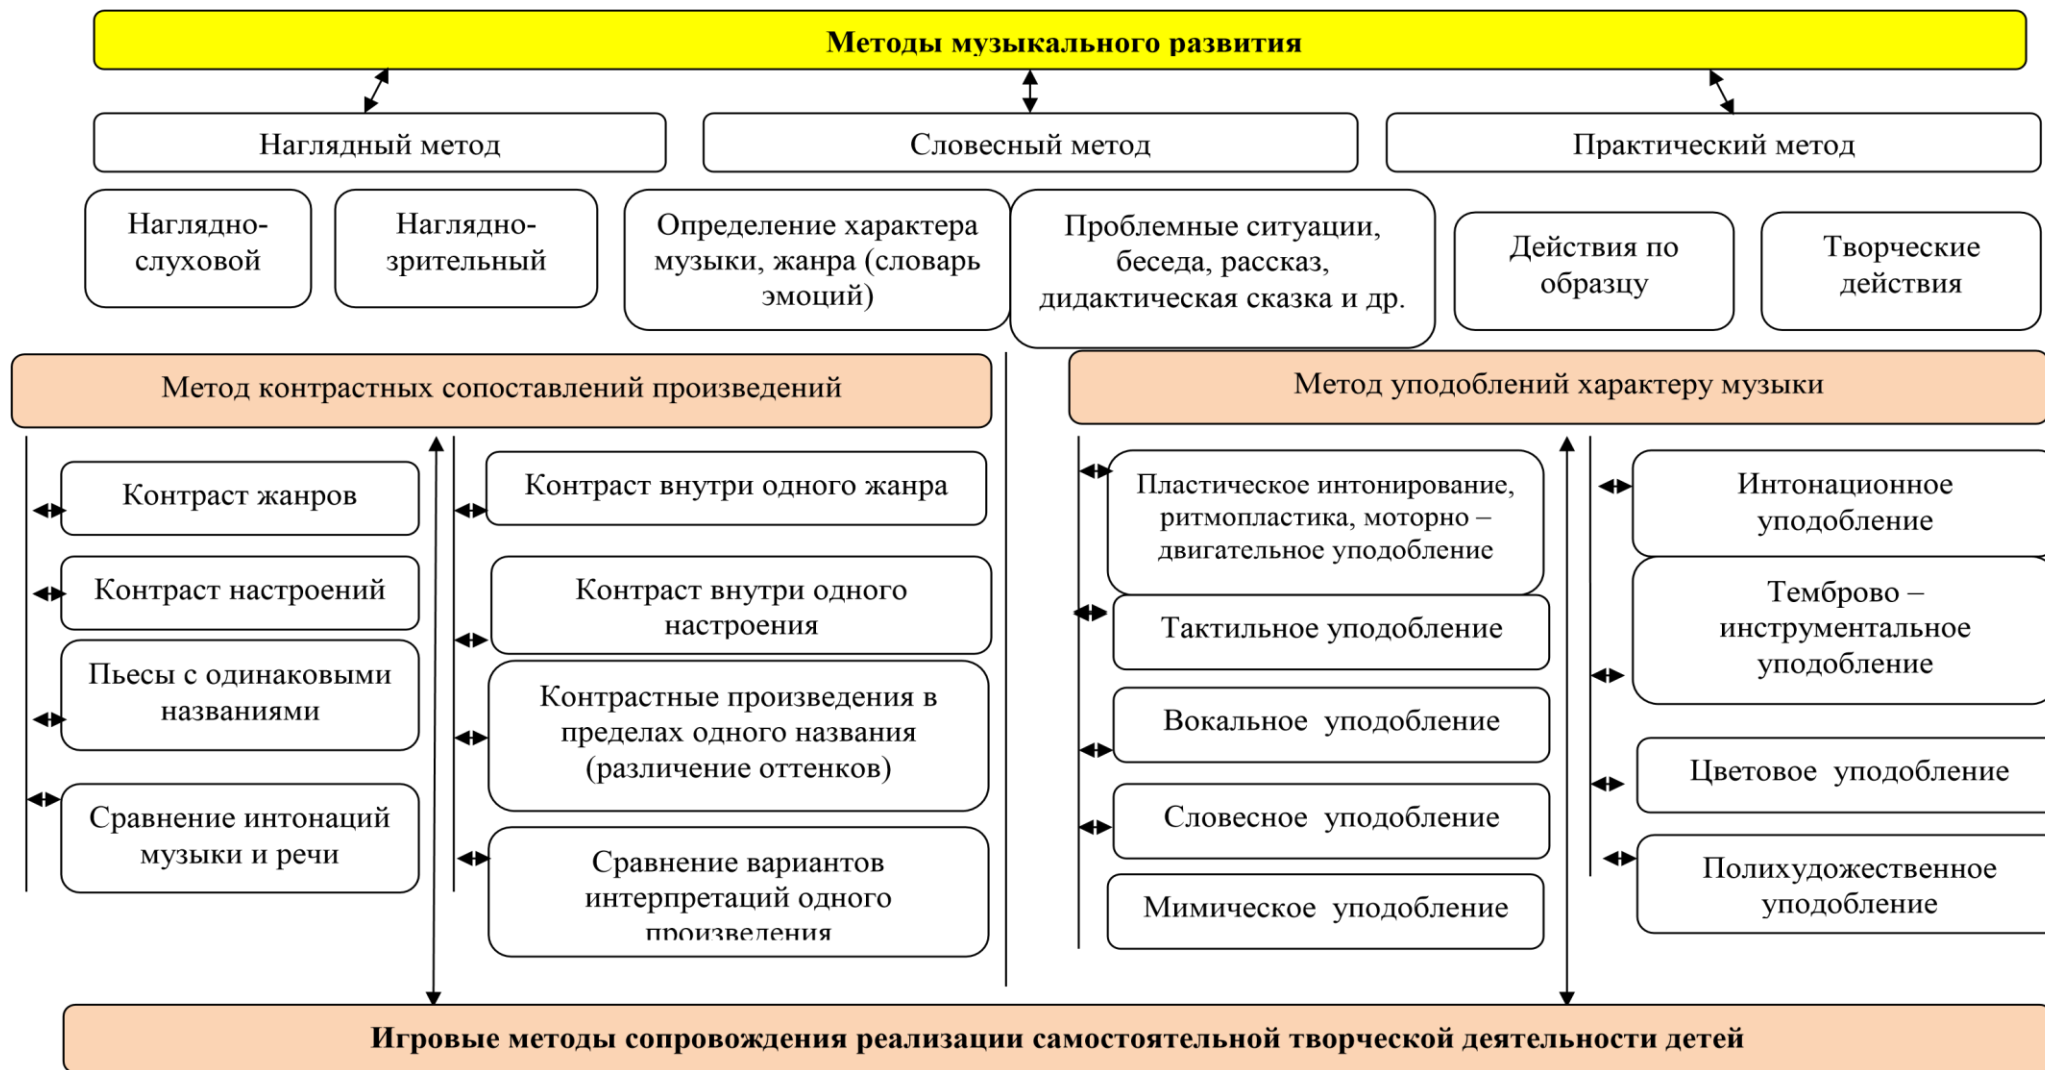 Методы музыкального развития
Наглядный метод
Словесный метод
Практический метод
Наглядно-
слуховой
Наглядно-
зрительный
Определение характера
музыки, жанра (словарь
эмоций)
Проблемные ситуации,
беседа, рассказ,
дидактическая сказка и др.
Действия по
образцу
Творческие
действия
Метод контрастных сопоставлений произведений
Контраст жанров
Контраст настроений
Пьесы с одинаковыми
названиями
Сравнение интонаций
музыки и речи
Контраст внутри одного жанра
Контраст внутри одного
настроения
Контрастные произведения в
пределах одного названия
(различение оттенков)
Сравнение вариантов
интерпретаций одного
произведения
Метод уподоблений характеру музыки
Пластическое интонирование,
ритмопластика, моторно –
двигательное уподобление
Тактильное уподобление
Вокальное уподобление
Словесное уподобление
Мимическое уподобление
Интонационное
уподобление
Темброво –
инструментальное
уподобление
Цветовое уподобление
Полихудожественное
уподобление
Игровые методы сопровождения реализации самостоятельной творческой деятельности детей